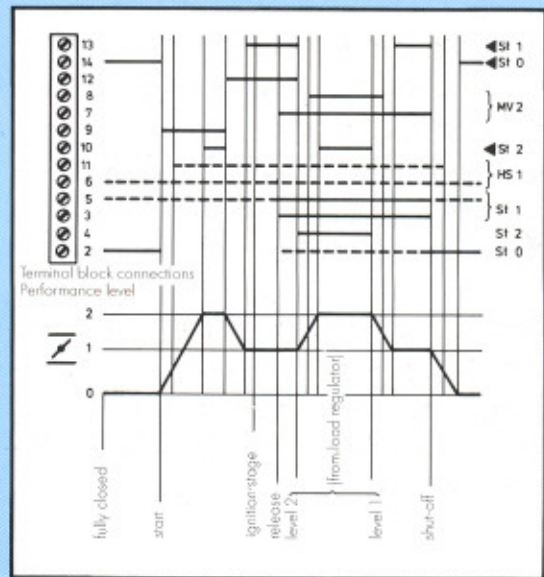 13 ◀St 1
14 ◀St 0
12
8
7
MV 2
9
10 ◀St 2
11
6
HS 1
5
3
St 1
4 St 2
2 St 0
Terminal block connections
Performance level
2
1
0
fully closed
start
ignition-stage
release
level 2
|from.load regulator|
level 1
shut-off